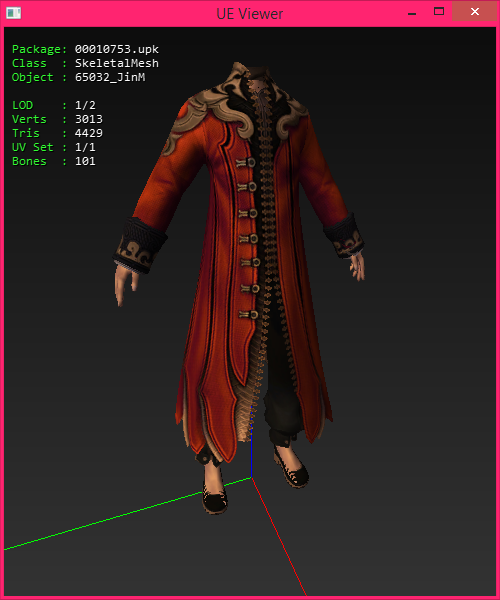 UE Viewer
Package: 00010753.upk
Class : SkeletalMesh
Object : 65032_JinM
LOD : 1/2
Verts : 3013
Tris : 4429
UV Set : 1/1
Bones : 101